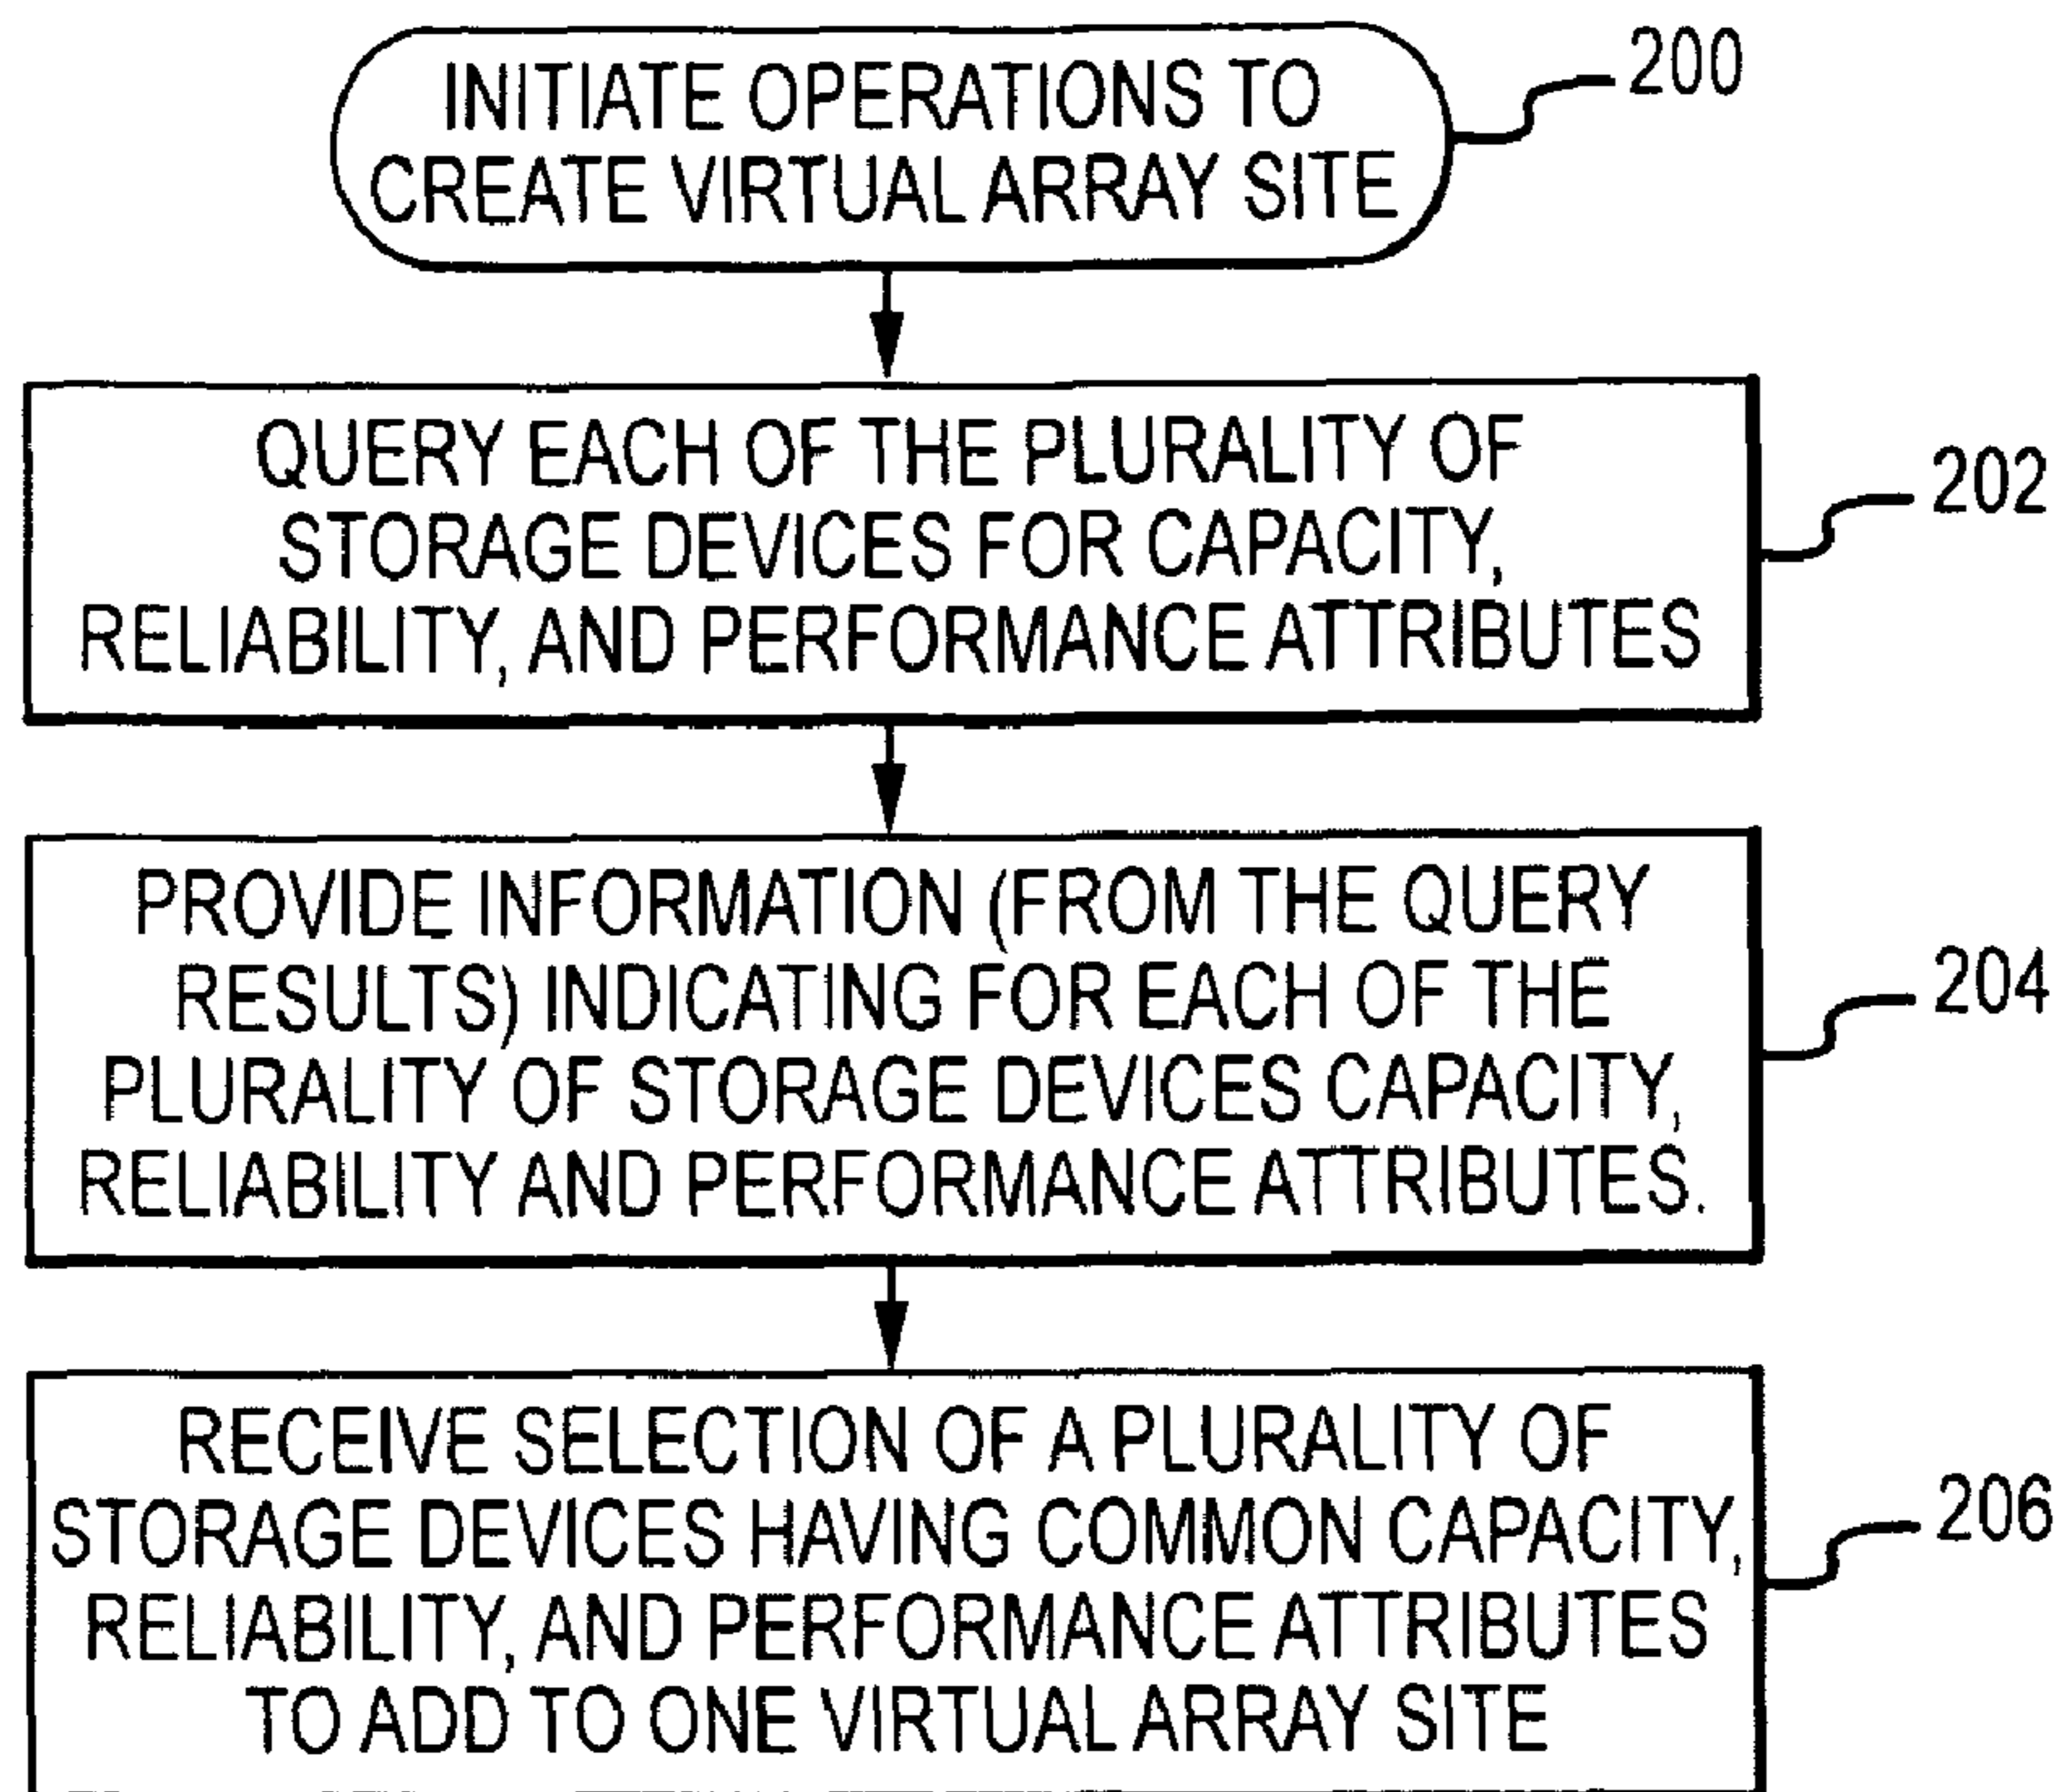 INITIATE OPERATIONS TO
CREATE VIRTUAL ARRAY SITE
200
QUERY EACH OF THE PLURALITY OF
STORAGE DEVICES FOR CAPACITY,
RELIABILITY, AND PERFORMANCE ATTRIBUTES
202
PROVIDE INFORMATION (FROM THE QUERY
RESULTS) INDICATING FOR EACH OF THE
PLURALITY OF STORAGE DEVICES CAPACITY,
RELIABILITY AND PERFORMANCE ATTRIBUTES.
204
RECEIVE SELECTION OF A PLURALITY OF
STORAGE DEVICES HAVING COMMON CAPACITY,
RELIABILITY, AND PERFORMANCE ATTRIBUTES
TO ADD TO ONE VIRTUAL ARRAY SITE
206